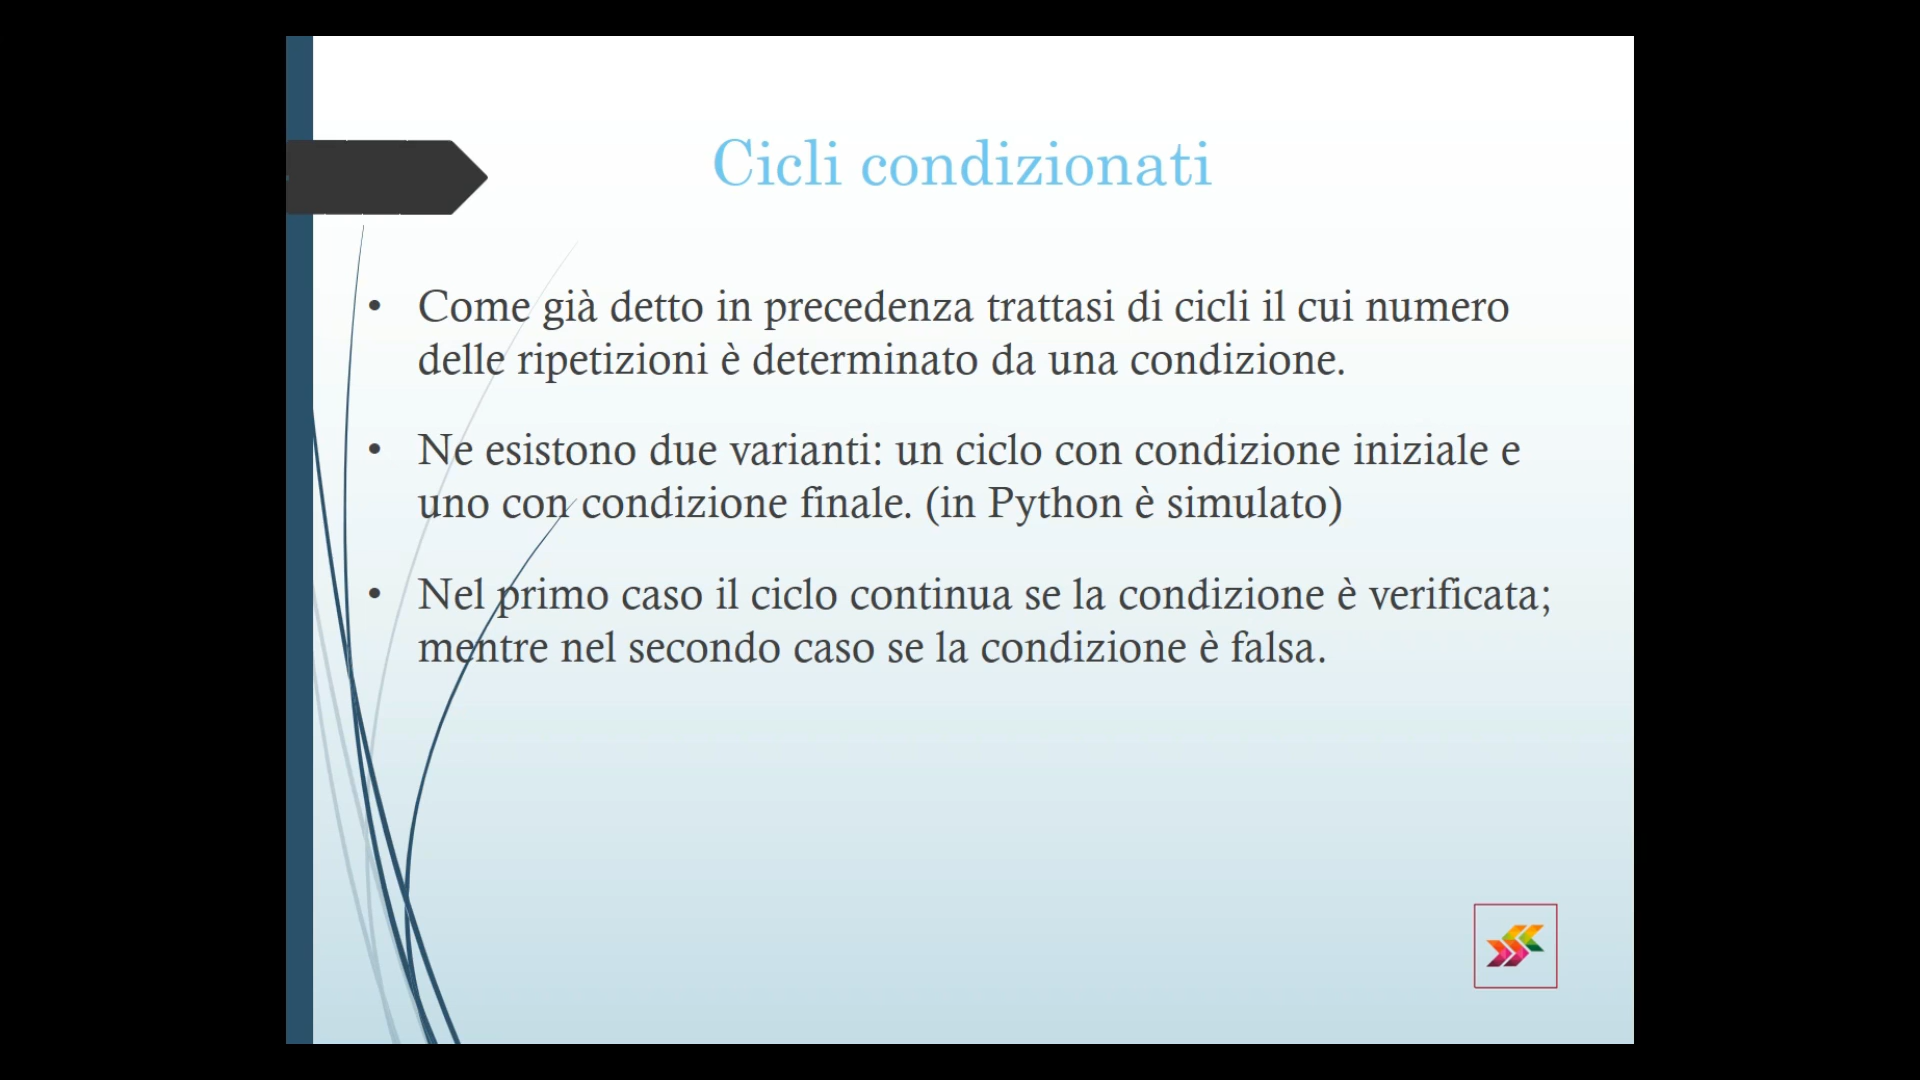 Cicli condizionati
• Come già detto in precedenza trattasi di cicli il cui numero
delle ripetizioni è determinato da una condizione.
• Ne esistono due varianti: un ciclo con condizione iniziale e
uno con condizione finale. (in Python è simulato)
• Nel primo caso il ciclo continua se la condizione è verificata;
mentre nel secondo caso se la condizione è falsa.